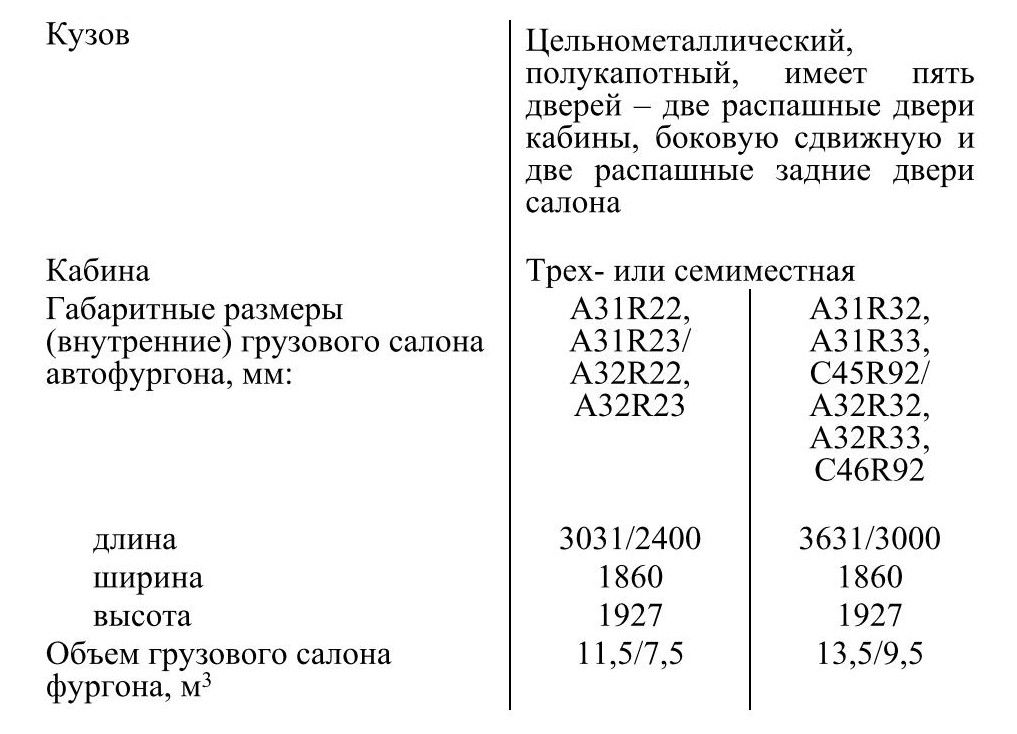 Кузов
Цельнометаллический,
полукапотный, имеет пять
дверей – две распашные двери
кабины, боковую сдвижную и
две распашные задние двери
салона
Кабина
Трех- или семиместная
Габаритные размеры
(внутренние) грузового салона
автофургона, мм:
A31R22,
A31R23/
A32R22,
A32R23
A31R32,
A31R33,
C45R92/
A32R32,
A32R33,
C46R92
длина 3031/2400 3631/3000
ширина 1860 1860
высота 1927 1927
Объем грузового салона 11,5/7,5 13,5/9,5
фургона, м³